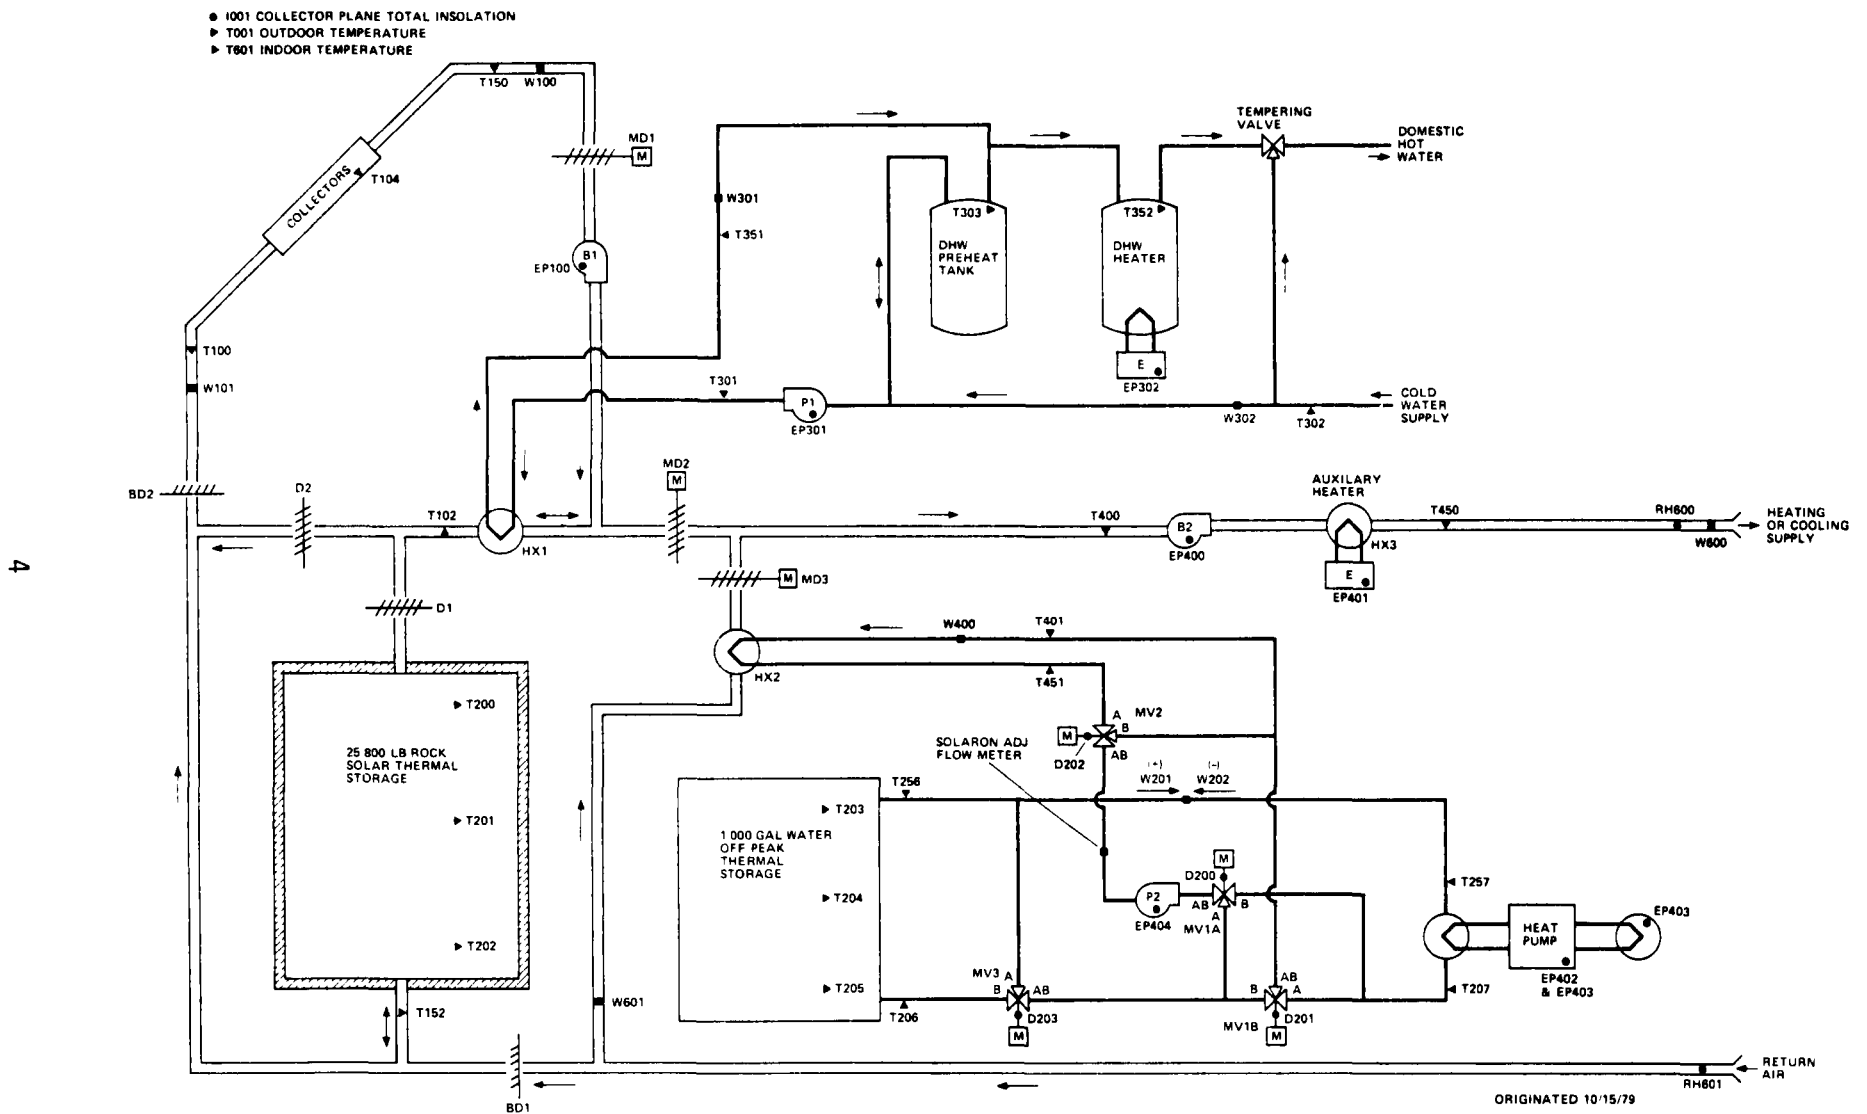 I001 COLLECTOR PLANE TOTAL INSOLATION
T001 OUTDOOR TEMPERATURE
T601 INDOOR TEMPERATURE
T150
W100
MD1
M
COLLECTORS
T104
B1
EP100
T100
W101
W301
T351
T303
DHW
PREHEAT
TANK
T352
DHW
HEATER
E
EP302
TEMPERING
VALVE
DOMESTIC
HOT
WATER
T301
P1
EP301
W302
T302
COLD
WATER
SUPPLY
BD2
D2
T102
HX1
MD2
M
T400
B2
EP400
AUXILARY
HEATER
HX3
E
EP401
T450
RH600
W600
HEATING
OR COOLING
SUPPLY
4
D1
M
MD3
HX2
W400
T401
T451
T200
25 800 LB ROCK
SOLAR THERMAL
STORAGE
T201
T202
T152
W601
BD1
A
MV2
B
M
D202
AB
SOLARON ADJ
FLOW METER
(+)
W201
(-)
W202
T256
T203
1 000 GAL WATER
OFF PEAK
THERMAL
STORAGE
T204
T205
T206
M
D200
P2
EP404
AB
B
A
MV1A
T257
HEAT
PUMP
EP403
EP402
& EP403
T207
MV3
A
B
AB
D203
M
AB
B
A
MV1B
D201
M
RETURN
AIR
RH601
ORIGINATED 10/15/79